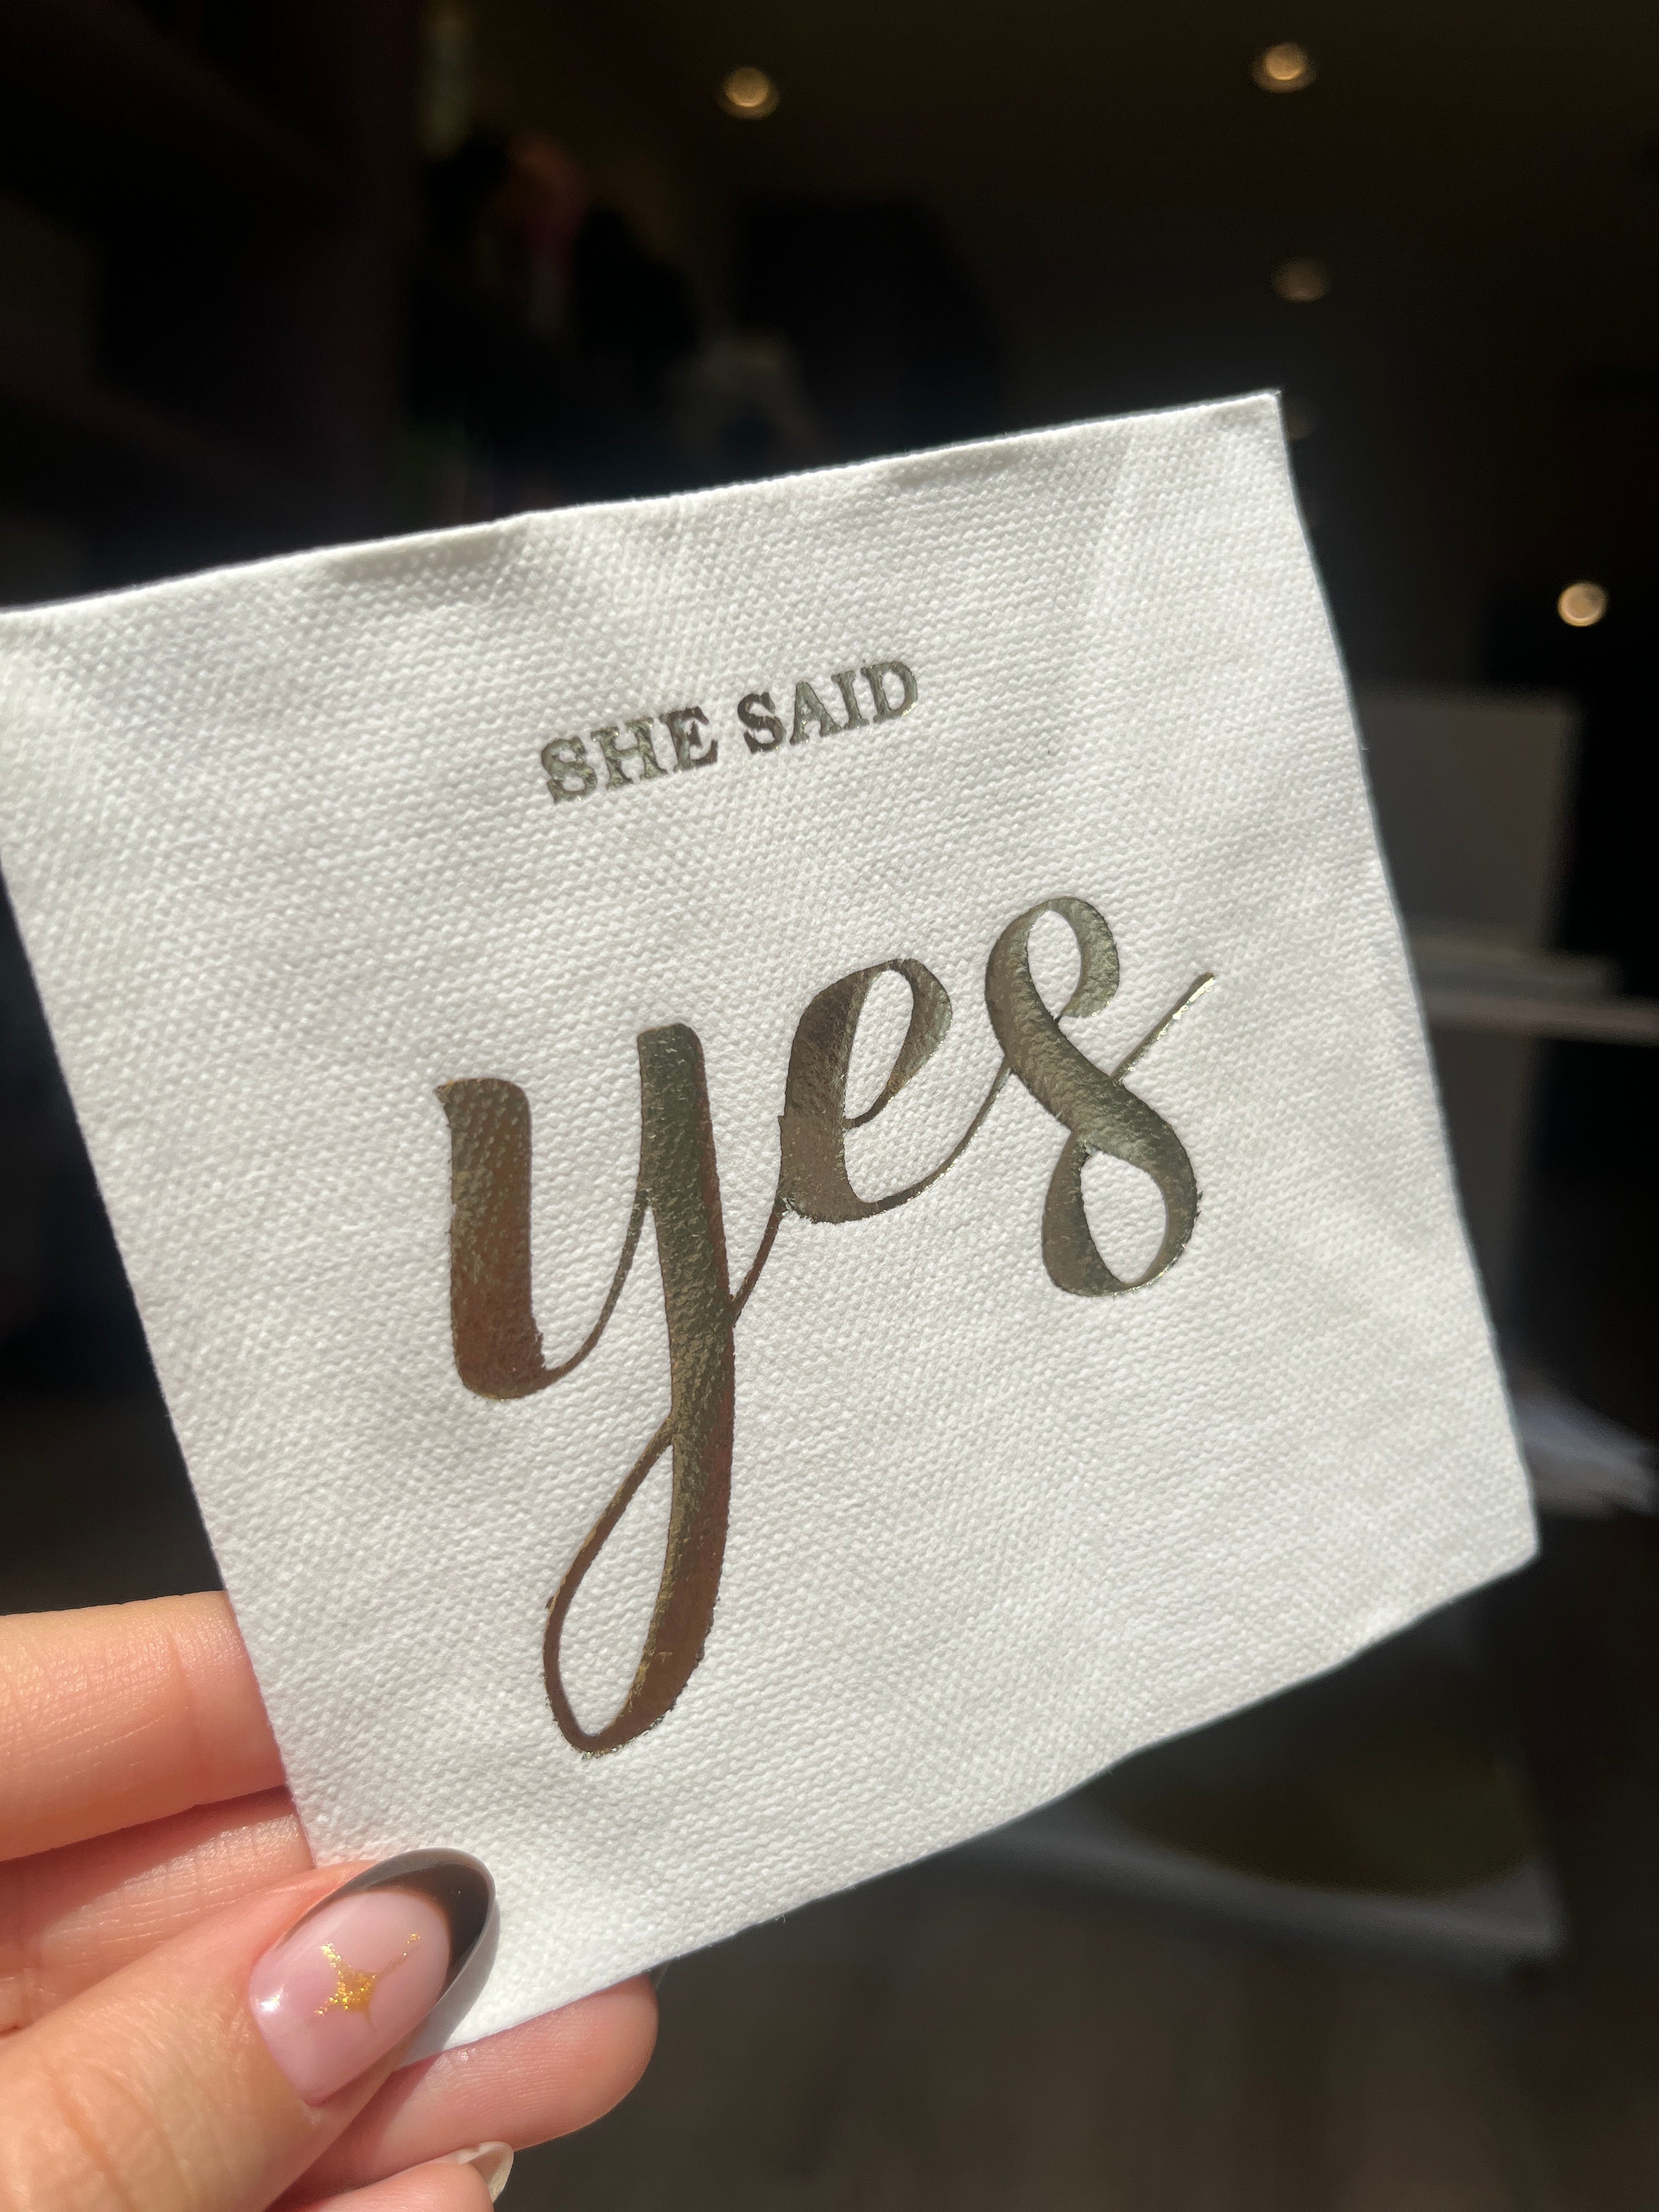 SHE SAID
yes